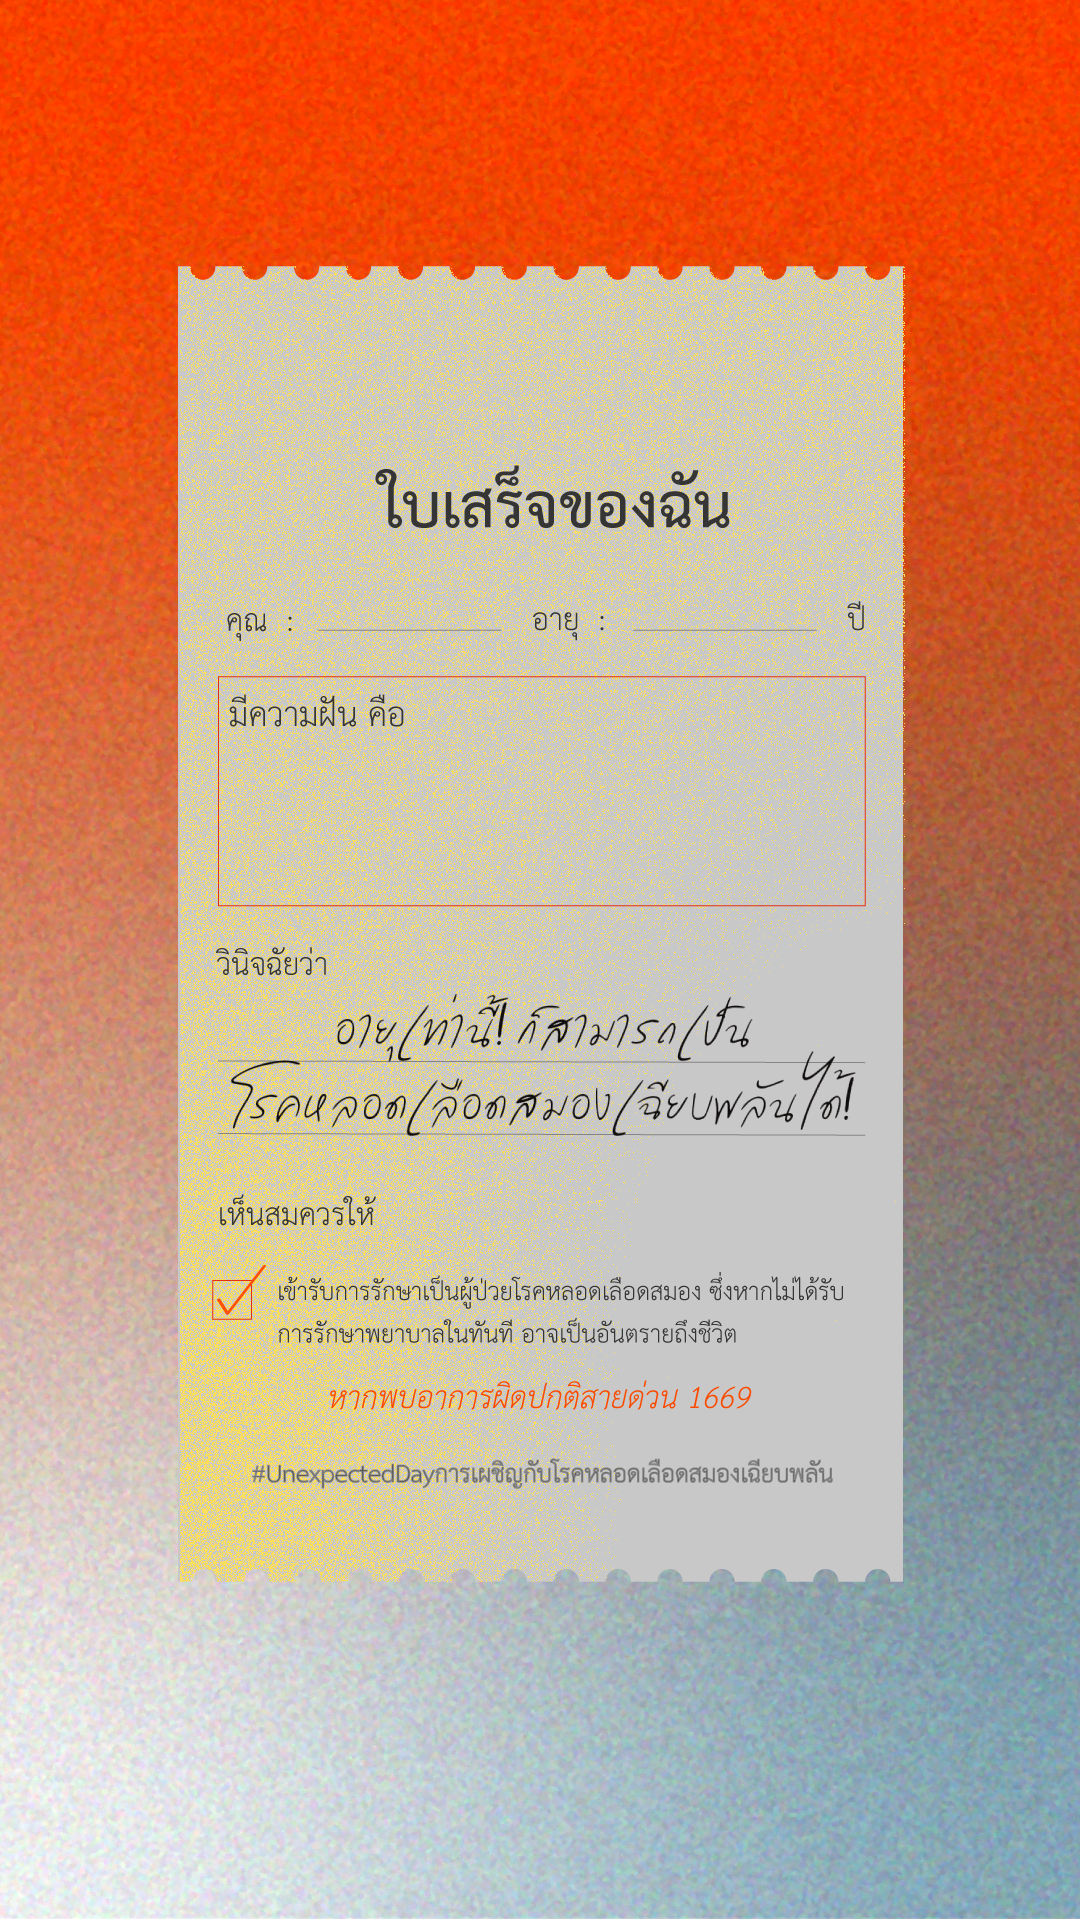 ใบเสร็จของฉัน
คุณ : ____________ อายุ : ____________ ปี
มีความฝัน คือ
วินิจฉัยว่า
อายุเท่านี้! ก็สามารถเป็น
โรคหลอดเลือดสมองเฉียบพลันได้!
เห็นสมควรให้
เข้ารับการรักษาเป็นผู้ป่วยโรคหลอดเลือดสมอง ซึ่งหากไม่ได้รับ
การรักษาพยาบาลในทันที อาจเป็นอันตรายถึงชีวิต
หากพบอาการผิดปกติสายด่วน 1669
#UnexpectedDayการเผชิญกับโรคหลอดเลือดสมองเฉียบพลัน